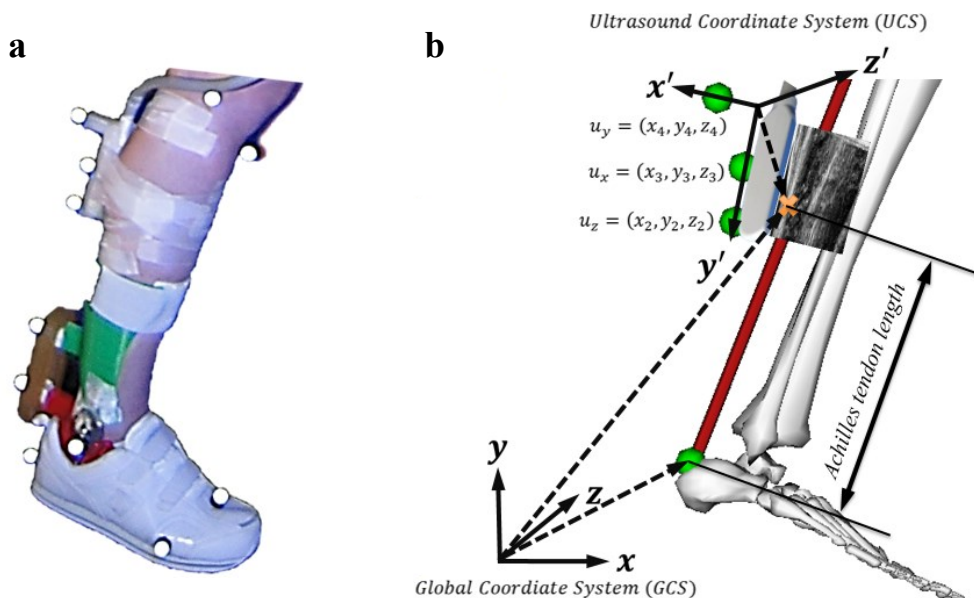 a
b
Ultrasound Coordinate System (UCS)
z′
x′
u_y = (x_4, y_4, z_4)
u_x = (x_3, y_3, z_3)
u_z = (x_2, y_2, z_2)
y′
Achilles tendon length
y
z
x
Global Coordiate System (GCS)